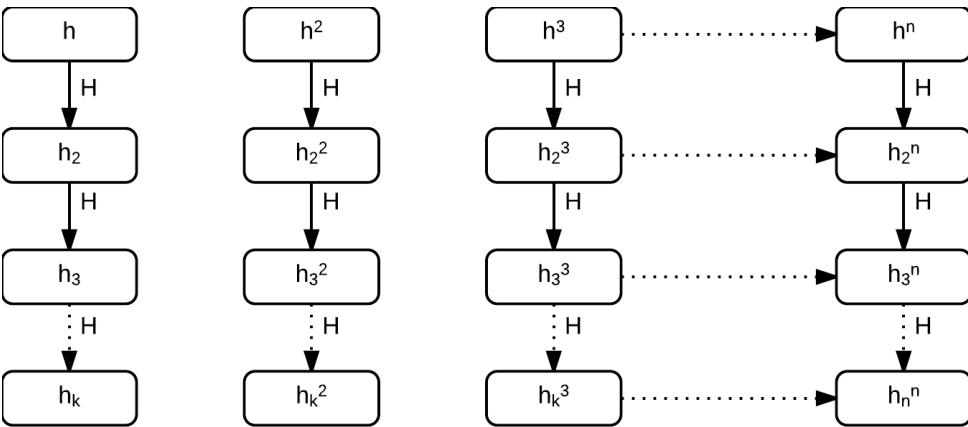 h h² h³ hⁿ
H H H H
h₂ h₂² h₂³ h₂ⁿ
H H H H
h₃ h₃² h₃³ h₃ⁿ
H H H H
hₖ hₖ² hₖ³ hₙⁿ